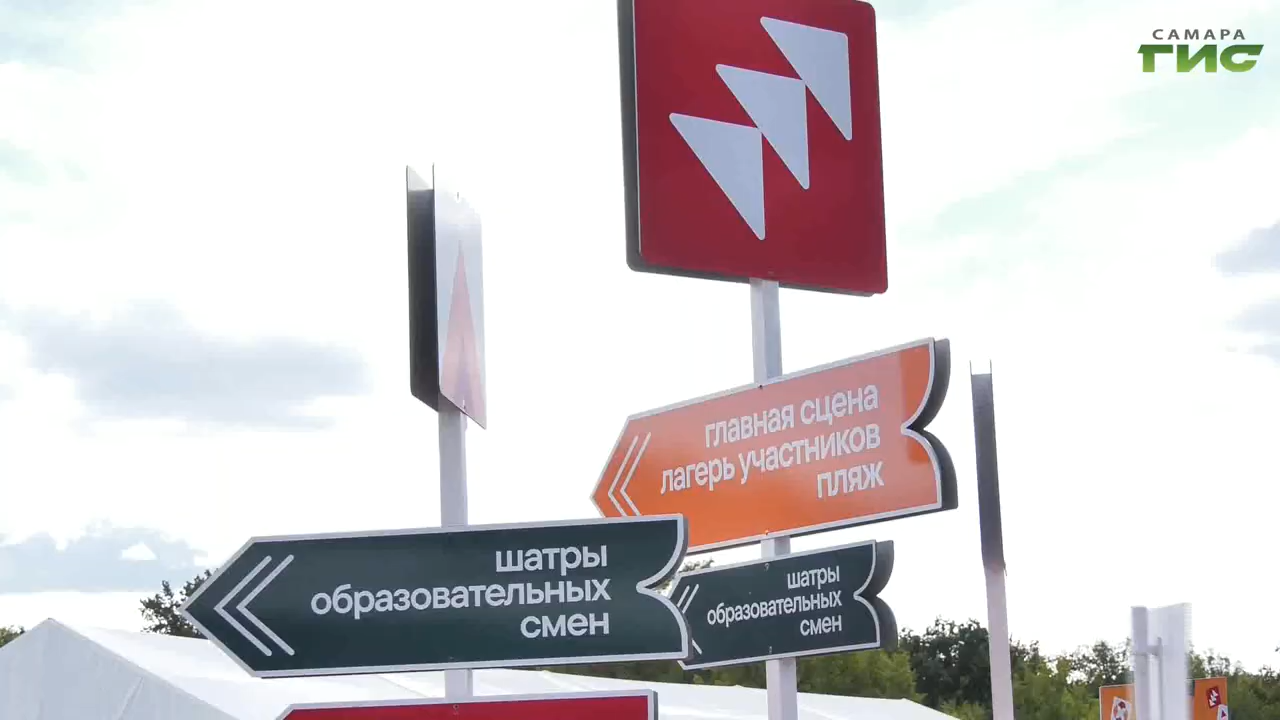 САМАРА
ГИС
главная сцена
лагерь участников
пляж
шатры
образовательных
смен
шатры
образовательных
смен